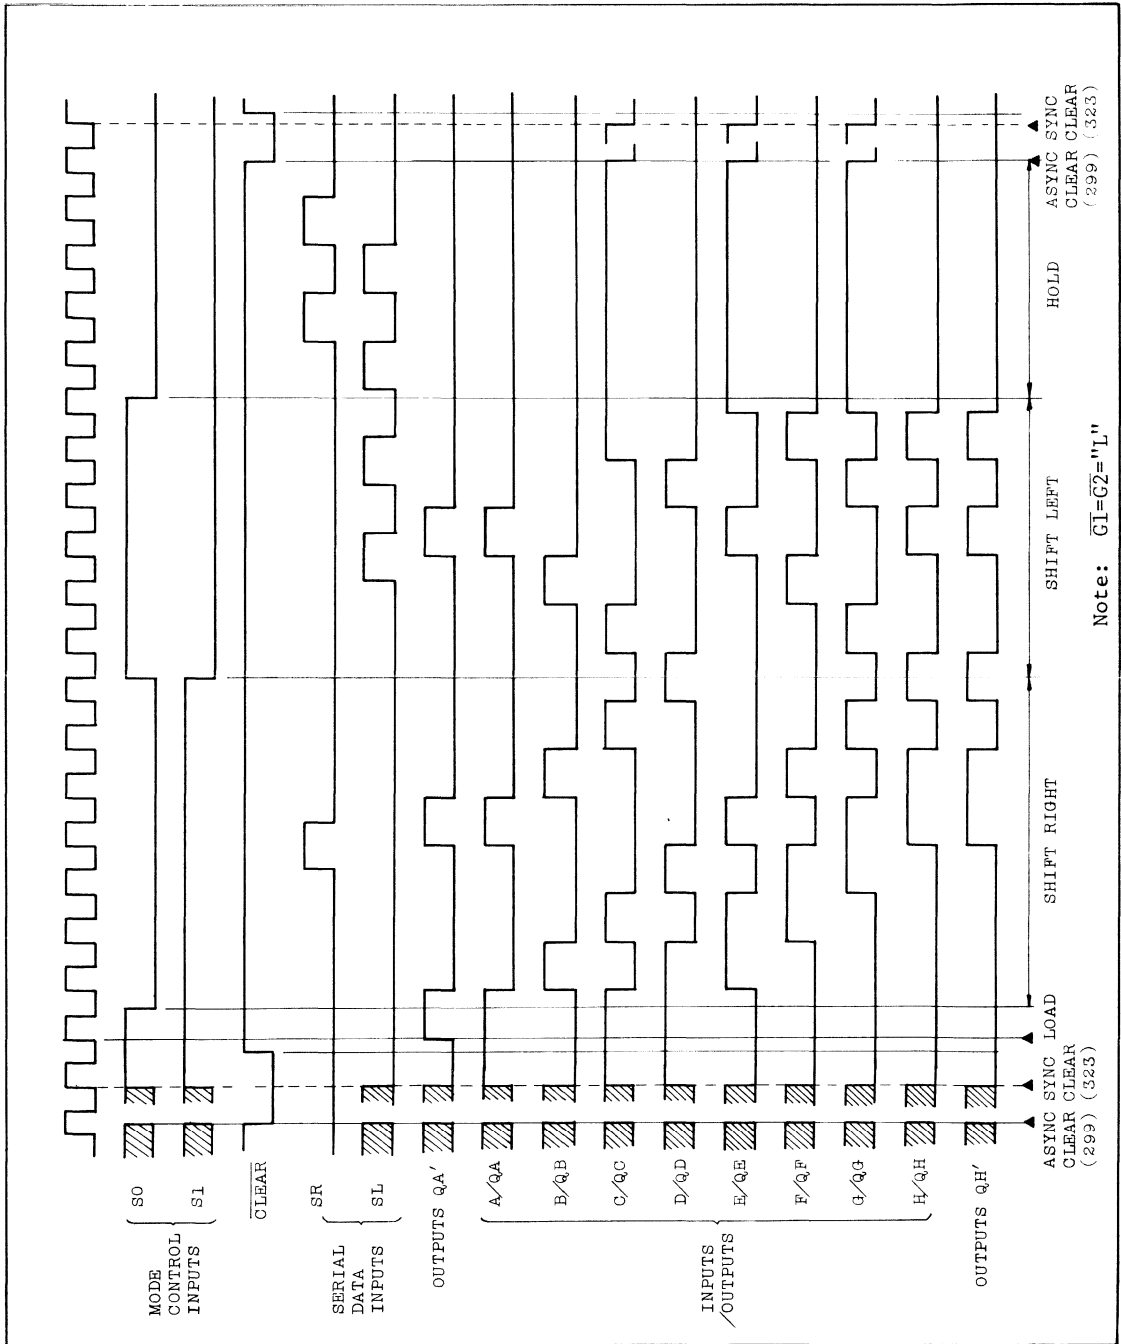 MODE
CONTROL
INPUTS
S0
S1
CLEAR
SERIAL
DATA
INPUTS
SR
SL
OUTPUTS QA'
INPUTS
/OUTPUTS
A/QA
B/QB
C/QC
D/QD
E/QE
F/QF
G/QG
H/QH
OUTPUTS QH'
ASYNC SYNC LOAD
CLEAR CLEAR
(299) (323)
SHIFT RIGHT
SHIFT LEFT
HOLD
ASYNC SYNC
CLEAR CLEAR
(299) (323)
Note: G1=G2="L"